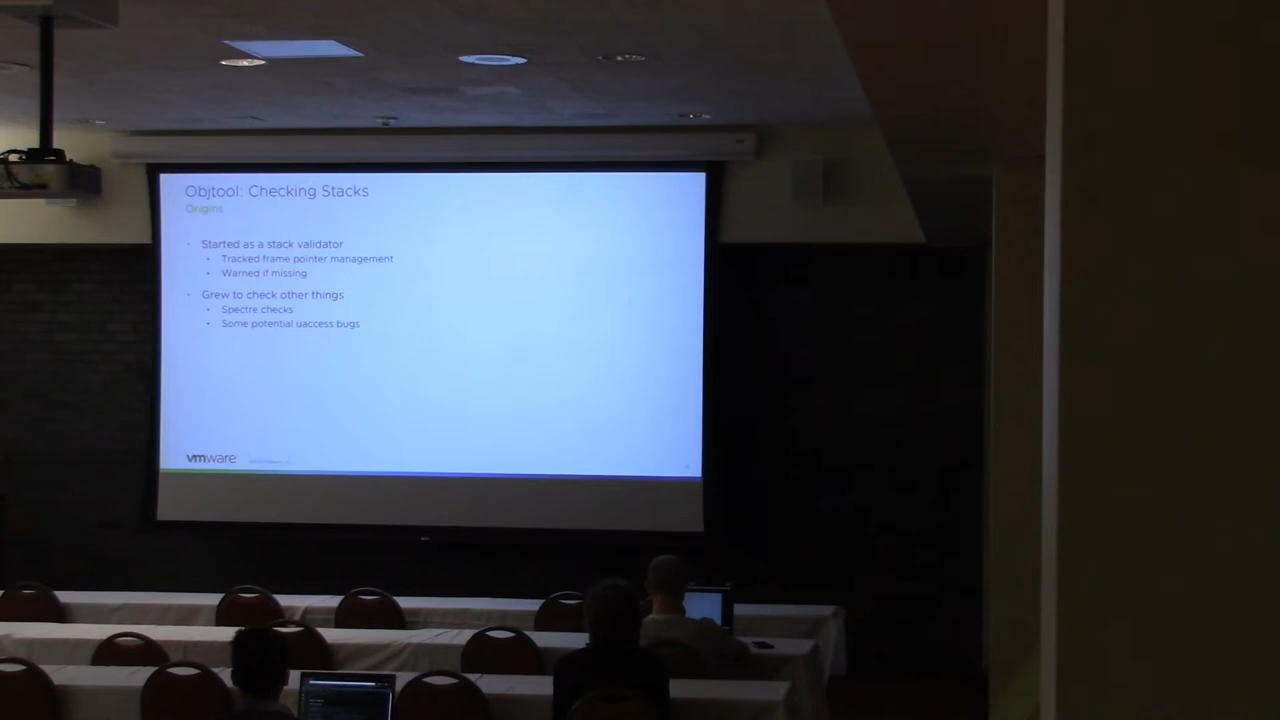 Objtool: Checking Stacks
Origins
Started as a stack validator
Tracked frame pointer management
Warned if missing
Grew to check other things
Spectre checks
Some potential uaccess bugs
vmware